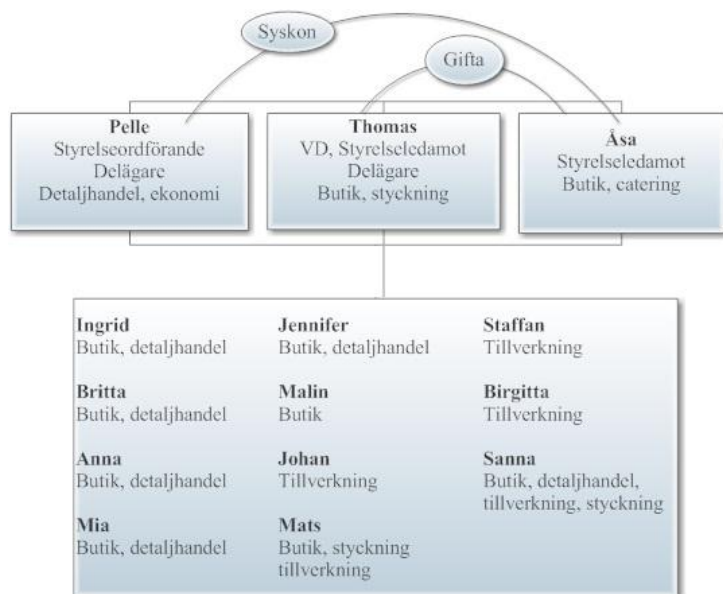 Syskon
Gifta
Pelle
Styrelseordförande
Delägare
Detaljhandel, ekonomi
Thomas
VD, Styrelseledamot
Delägare
Butik, styckning
Åsa
Styrelseledamot
Butik, catering
Ingrid
Butik, detaljhandel
Britta
Butik, detaljhandel
Anna
Butik, detaljhandel
Mia
Butik, detaljhandel
Jennifer
Butik, detaljhandel
Malin
Butik
Johan
Tillverkning
Mats
Butik, styckning
tillverkning
Staffan
Tillverkning
Birgitta
Tillverkning
Sanna
Butik, detaljhandel,
tillverkning, styckning